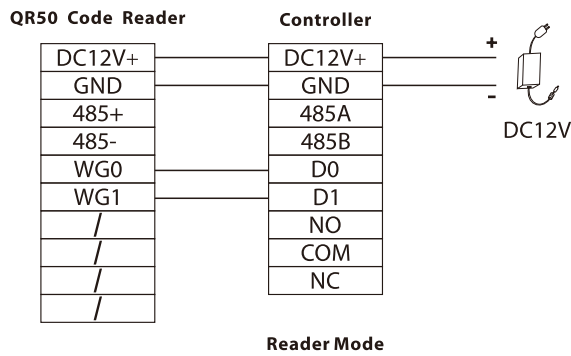 QR50 Code Reader
Controller
DC12V+
DC12V+
+
GND
GND
-
485+
485A
485-
485B
DC12V
WG0
D0
WG1
D1
/
NO
/
COM
/
NC
/
Reader Mode